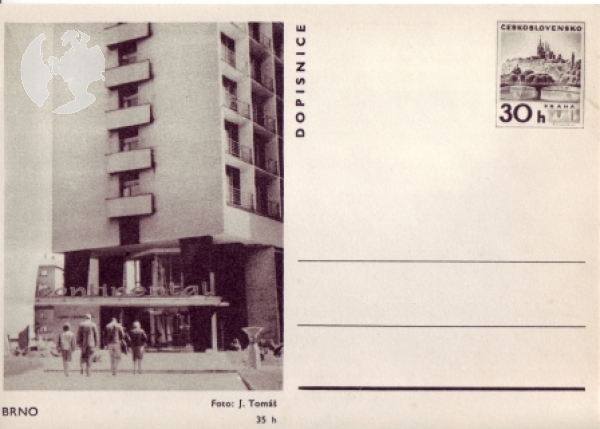 continental
BRNO
Foto: J. Tomáš
35 h
DOPISNICE
ČESKOSLOVENSKO
PRAHA
30 h